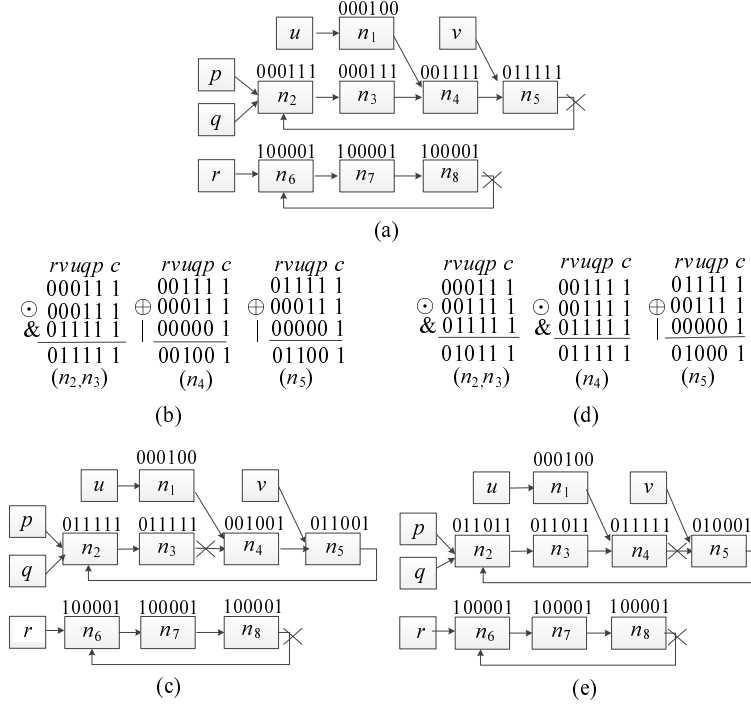 000100
u n1 v
p 000111 000111 001111 011111
n2 n3 n4 n5
q
100001 100001 100001
r n6 n7 n8
(a)
rvuqp c rvuqp c rvuqp c
00011 1 00111 1 01111 1
⊙ 00011 1 ⊕ 00011 1 ⊕ 00011 1
& 01111 1 | 00000 1 | 00000 1
01111 1 00100 1 01100 1
(n2,n3) (n4) (n5)
(b)
rvuqp c rvuqp c rvuqp c
00011 1 00111 1 01111 1
⊙ 00111 1 ⊙ 00111 1 ⊕ 00111 1
& 01111 1 & 01111 1 | 00000 1
01011 1 01111 1 01000 1
(n2,n3) (n4) (n5)
(d)
000100
u n1 v
p 011111 011111 001001 011001
n2 n3 n4 n5
q
100001 100001 100001
r n6 n7 n8
(c)
000100
u n1 v
p 011011 011011 011111 010001
n2 n3 n4 n5
q
100001 100001 100001
r n6 n7 n8
(e)